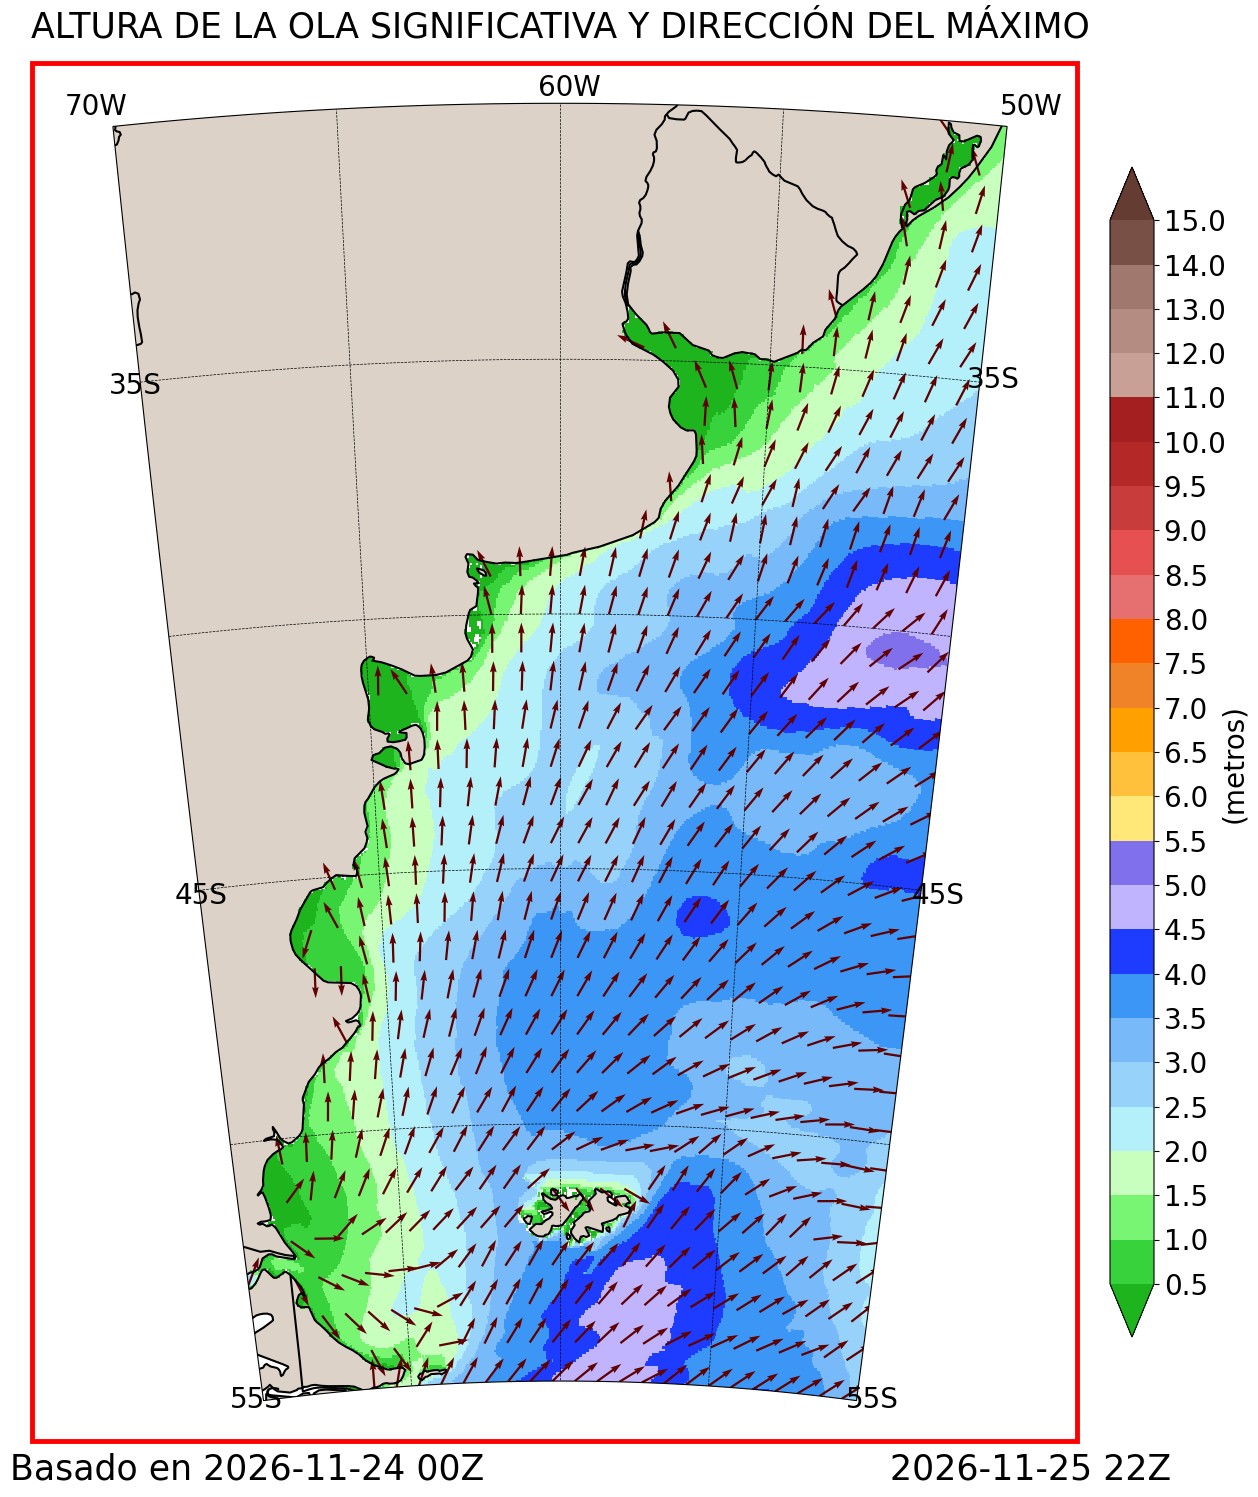 ALTURA DE LA OLA SIGNIFICATIVA Y DIRECCIÓN DEL MÁXIMO
70W
60W
50W
35S
35S
45S
45S
55S
55S
15.0
14.0
13.0
12.0
11.0
10.0
9.5
9.0
8.5
8.0
7.5
7.0
6.5
6.0
5.5
5.0
4.5
4.0
3.5
3.0
2.5
2.0
1.5
1.0
0.5
(metros)
Basado en 2026-11-24 00Z
2026-11-25 22Z